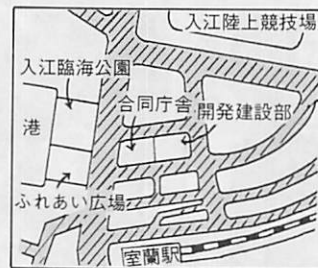 入江陸上競技場
入江臨海公園
合同庁舎
開発建設部
港
ふれあい広場
室蘭駅